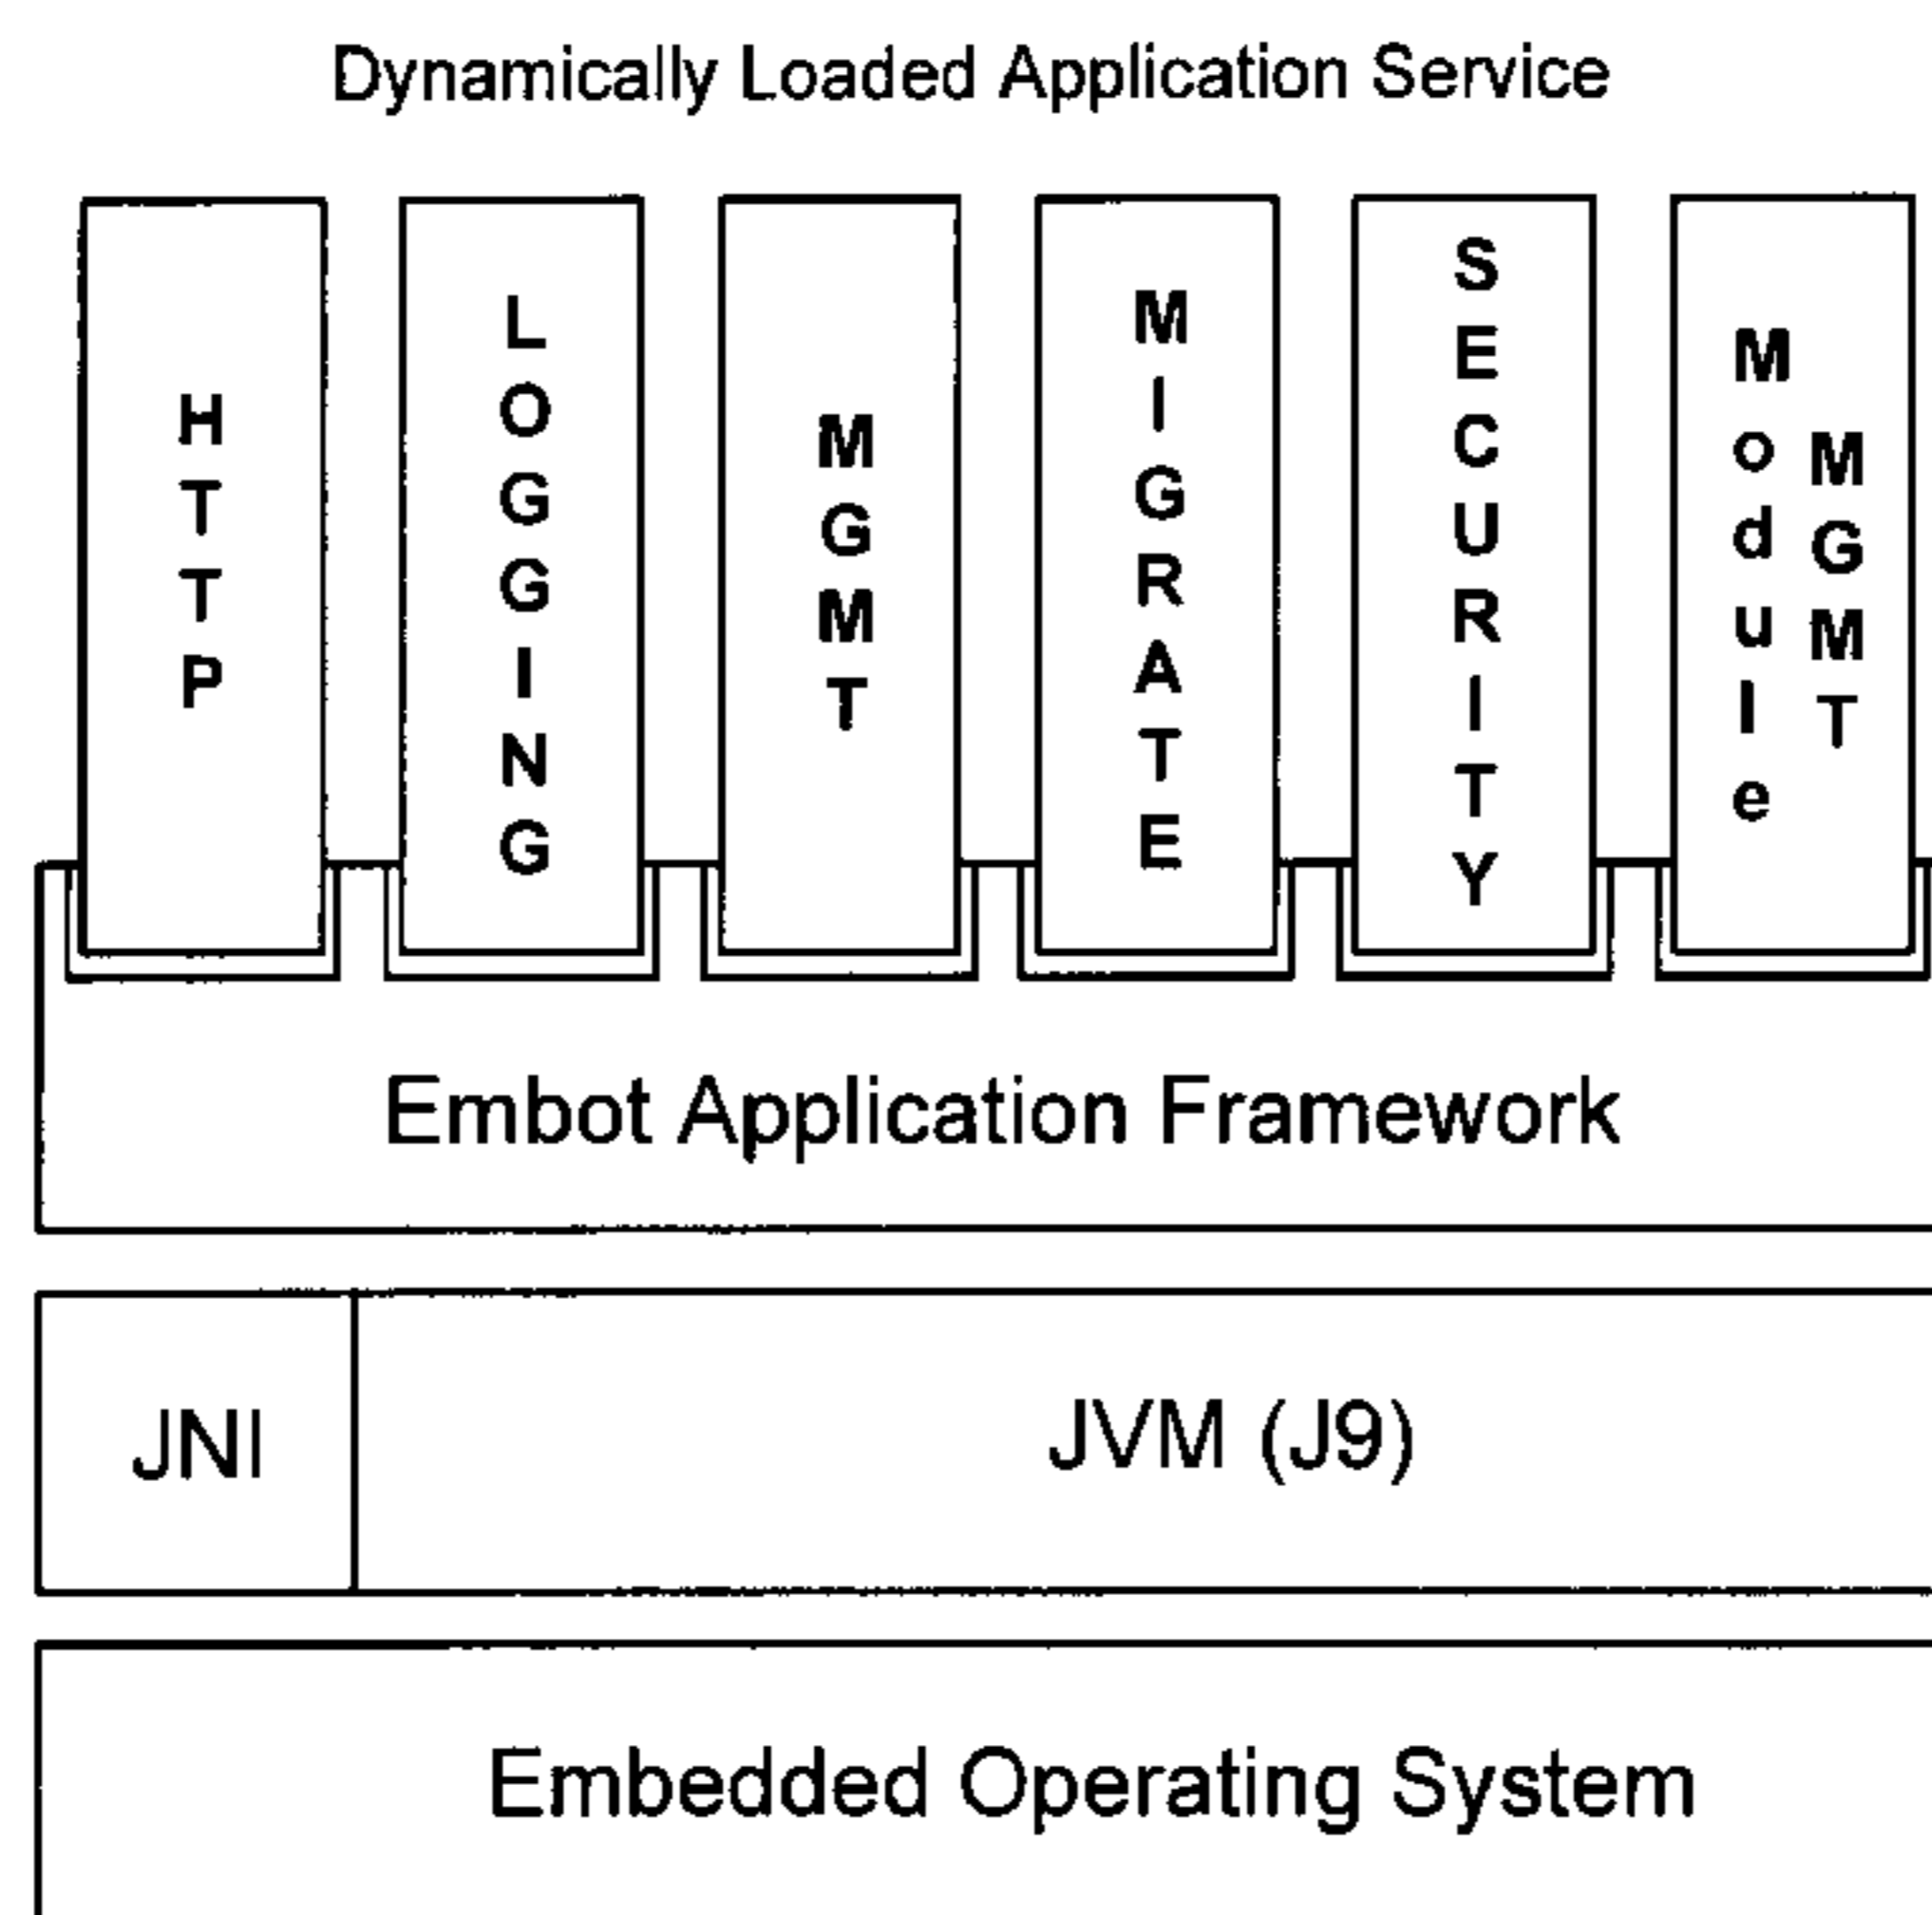 Dynamically Loaded Application Service
HTTP
LOGGING
MGMT
MIGRATE
SECURITY
Module
MGMT
Embot Application Framework
JNI
JVM (J9)
Embedded Operating System